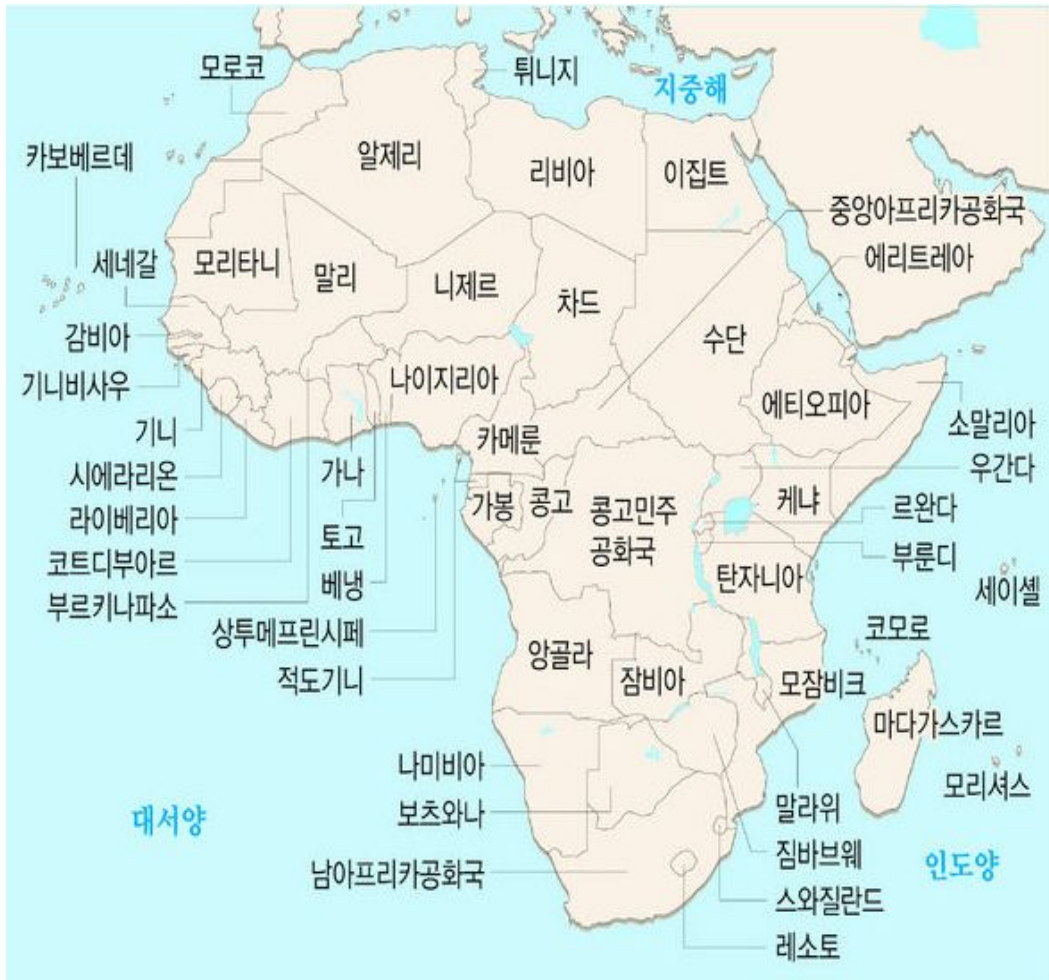 모로코
튀니지
지중해
카보베르데
알제리
리비아
이집트
중앙아프리카공화국
에리트레아
세네갈
모리타니
말리
니제르
차드
수단
감비아
기니비사우
나이지리아
에티오피아
기니
카메룬
소말리아
시에라리온
가나
우간다
라이베리아
가봉
콩고
콩고민주
공화국
케냐
르완다
코트디부아르
토고
부룬디
부르키나파소
베냉
탄자니아
세이셸
상투메프린시페
코모로
적도기니
앙골라
잠비아
모잠비크
마다가스카르
나미비아
모리셔스
보츠와나
말라위
대서양
짐바브웨
인도양
남아프리카공화국
스와질란드
레소토